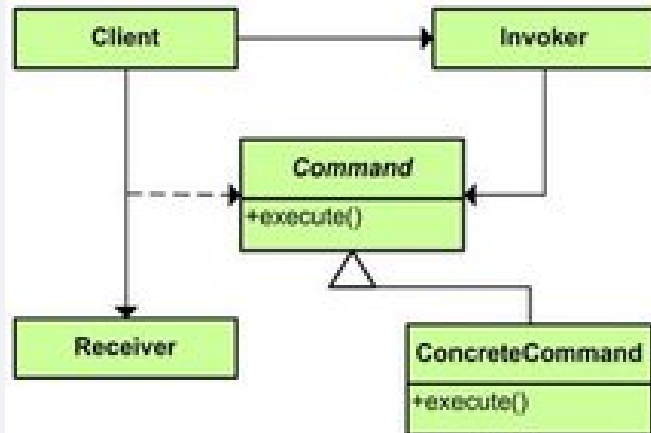 Client
Invoker
Command
+execute()
Receiver
ConcreteCommand
+execute()